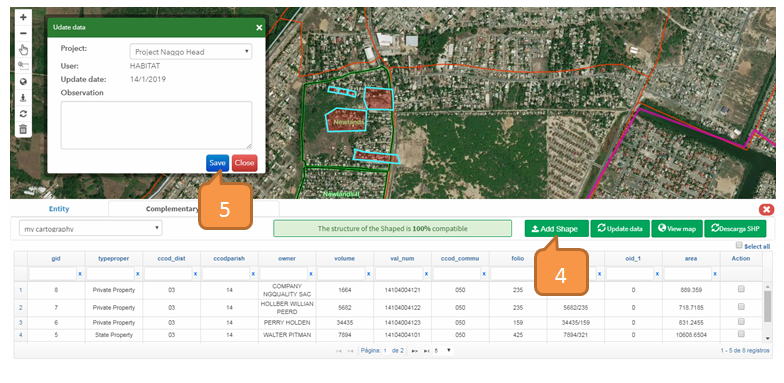 Udate data
Project: Project Naggo Head
User: HABITAT
Update date: 14/1/2019
Observation
Save Close
Newlands
Newlands II
5
Entity Complementary
my cartography The structure of the Shaped is 100% compatible Add Shape Update data View map Descarga SHP
Select all
gid typeproper ccod_dist ccodparish owner volume val_num ccod_commu folio oid_1 area Action
x x x x x x x x x x x
4
1 8 Private Property 03 14 COMPANY NGQUALITY SAC 1664 14104004121 050 235 0 889.359
2 7 Private Property 03 14 HOLLBER WILLIAN PEERD 5682 14104004122 050 235 5682/235 0 718.7185
3 6 Private Property 03 14 PERRY HOLDEN 34435 14104004123 050 159 34435/159 0 831.2455
4 5 State Property 03 14 WALTER PITMAN 7894 14104004101 050 425 7894/321 0 10608.6504
Página: 1 de 2 5 1 - 5 de 8 registros